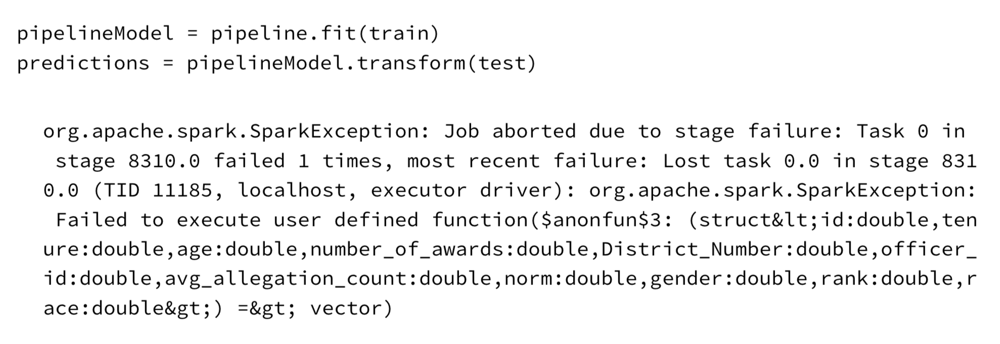 pipelineModel = pipeline.fit(train)
predictions = pipelineModel.transform(test)
org.apache.spark.SparkException: Job aborted due to stage failure: Task 0 in
stage 8310.0 failed 1 times, most recent failure: Lost task 0.0 in stage 831
0.0 (TID 11185, localhost, executor driver): org.apache.spark.SparkException:
Failed to execute user defined function($anonfun$3: (struct&lt;id:double,ten
ure:double,age:double,number_of_awards:double,District_Number:double,officer_
id:double,avg_allegation_count:double,norm:double,gender:double,rank:double,r
ace:double&gt;) =&gt; vector)